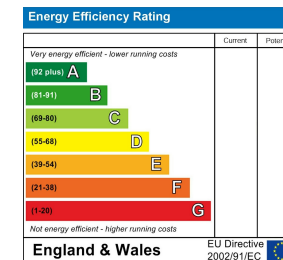 Energy Efficiency Rating
Current Poten
Very energy efficient - lower running costs
(92 plus) A
(81-91) B
(69-80) C
(55-68) D
(39-54) E
(21-38) F
(1-20) G
Not energy efficient - higher running costs
England & Wales
EU Directive
2002/91/EC